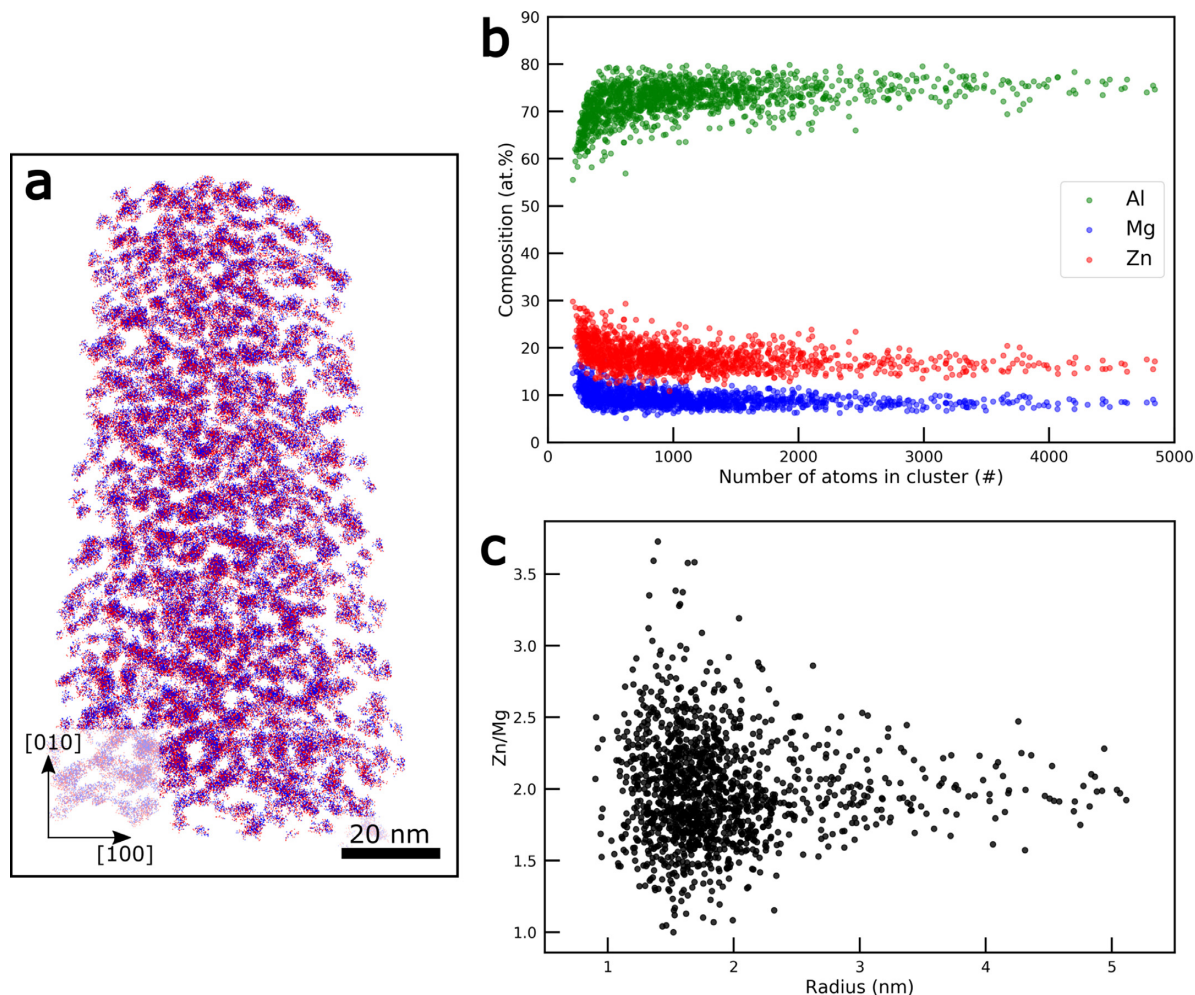 a
[010]
[100]
20 nm
b
90
80
70
60
50
40
30
20
10
0
Composition (at.%)
0 1000 2000 3000 4000 5000
Number of atoms in cluster (#)
Al
Mg
Zn
c
3.5
3.0
2.5
2.0
1.5
1.0
Zn/Mg
1 2 3 4 5
Radius (nm)